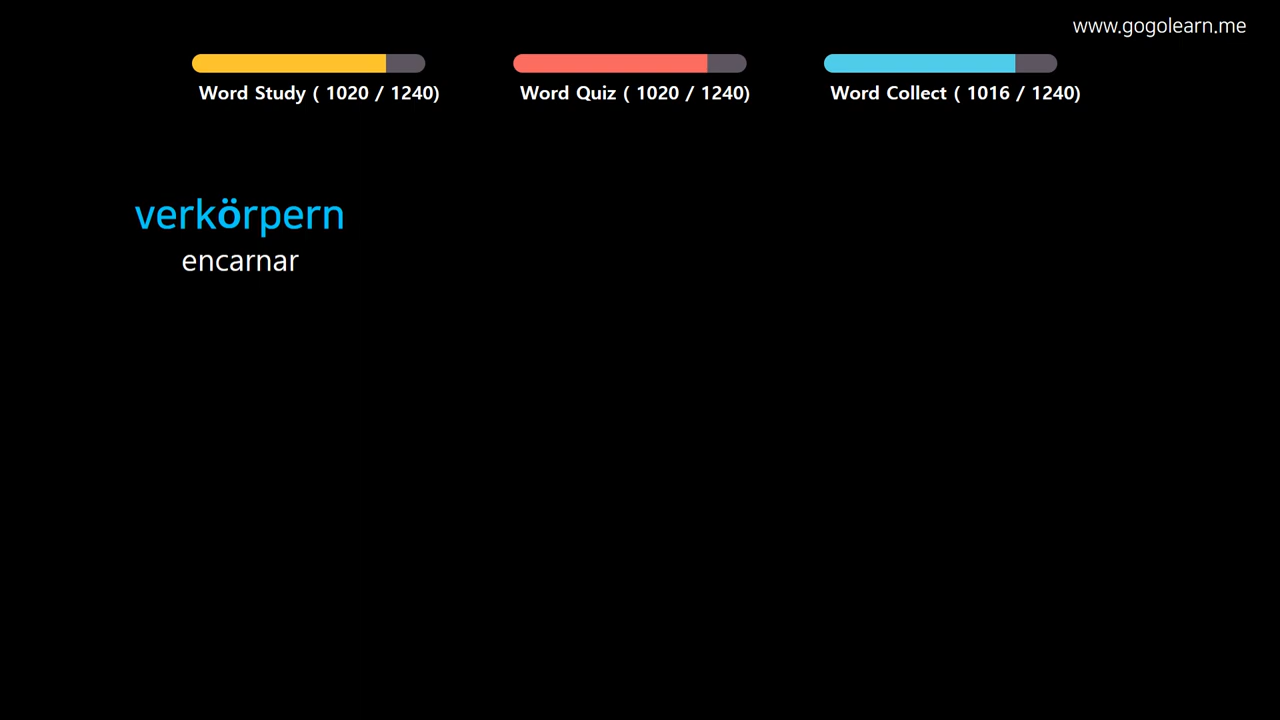 www.gogolearn.me
Word Study ( 1020 / 1240)
Word Quiz ( 1020 / 1240)
Word Collect ( 1016 / 1240)
verkörpern
encarnar